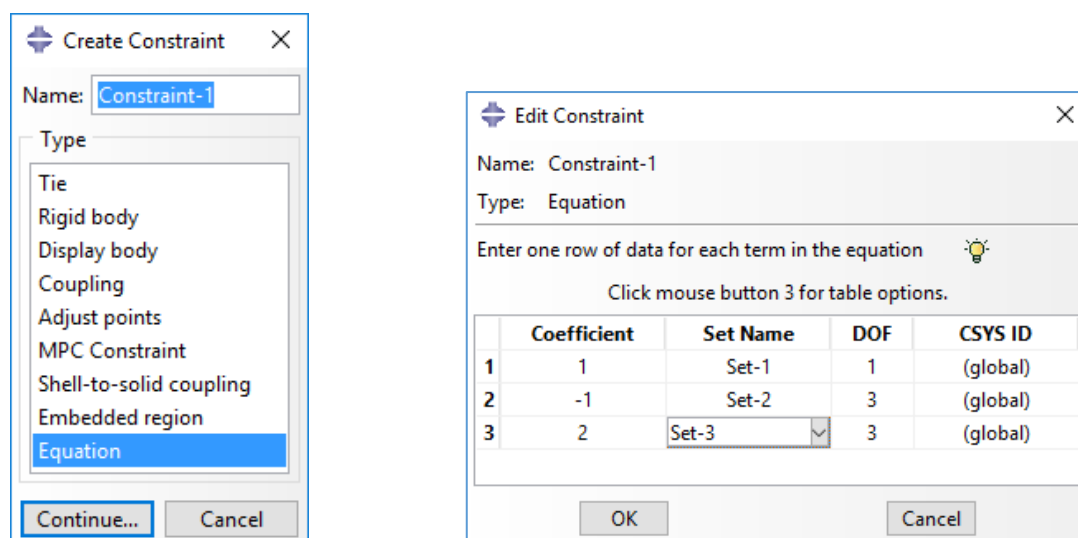 Create Constraint
Name: Constraint-1
Type
Tie
Rigid body
Display body
Coupling
Adjust points
MPC Constraint
Shell-to-solid coupling
Embedded region
Equation
Continue... Cancel
Edit Constraint
Name: Constraint-1
Type: Equation
Enter one row of data for each term in the equation
Click mouse button 3 for table options.
Coefficient Set Name DOF CSYS ID
1 1 Set-1 1 (global)
2 -1 Set-2 3 (global)
3 2 Set-3 3 (global)
OK Cancel